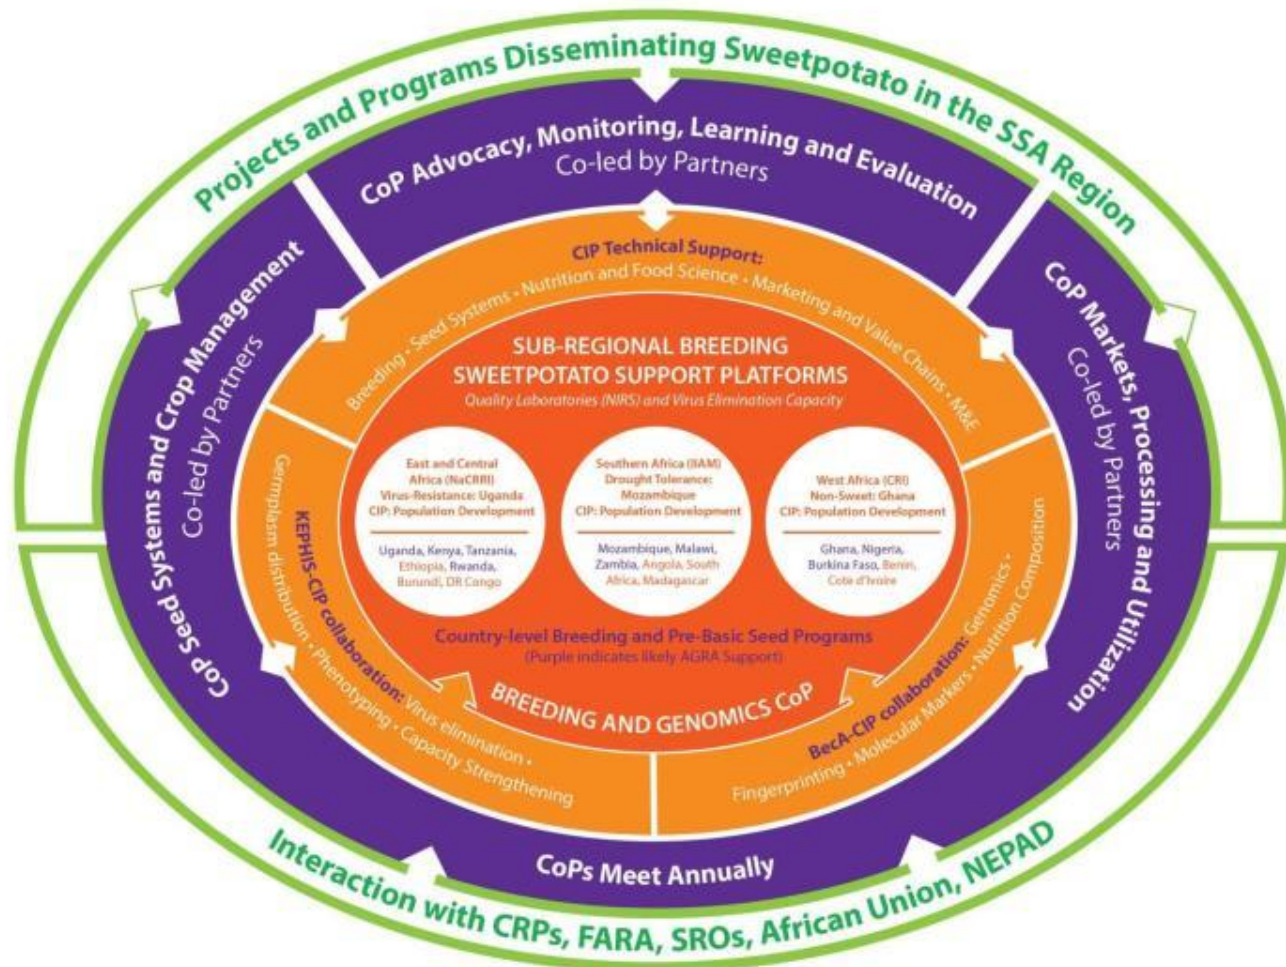 Projects and Programs Disseminating Sweetpotato in the SSA Region
CoP Advocacy, Monitoring, Learning and Evaluation
Co-led by Partners
CoP Seed Systems and Crop Management
Co-led by Partners
CoP Markets, Processing and Utilization
Co-led by Partners
CIP Technical Support:
Breeding • Seed Systems • Nutrition and Food Science • Marketing and Value Chains • M&E
SUB-REGIONAL BREEDING
SWEETPOTATO SUPPORT PLATFORMS
Quality Laboratories (NIRS) and Virus Elimination Capacity
East and Central
Africa (NaCRRI)
Virus-Resistance: Uganda
CIP: Population Development
Uganda, Kenya, Tanzania,
Ethiopia, Rwanda,
Burundi, DR Congo
Southern Africa (IIAM)
Drought Tolerance:
Mozambique
CIP: Population Development
Mozambique, Malawi,
Zambia, Angola, South
Africa, Madagascar
West Africa (CRI)
Non-Sweet: Ghana
CIP: Population Development
Ghana, Nigeria,
Burkina Faso, Benin,
Cote d'Ivoire
Country-level Breeding and Pre-Basic Seed Programs
(Purple indicates likely AGRA Support)
BREEDING AND GENOMICS CoP
KEPHIS-CIP collaboration: Virus elimination •
Germplasm distribution • Phenotyping • Capacity Strengthening
BecA-CIP collaboration: Genomics •
Fingerprinting • Molecular Markers • Nutrition Composition
CoPs Meet Annually
Interaction with CRPs, FARA, SROs, African Union, NEPAD